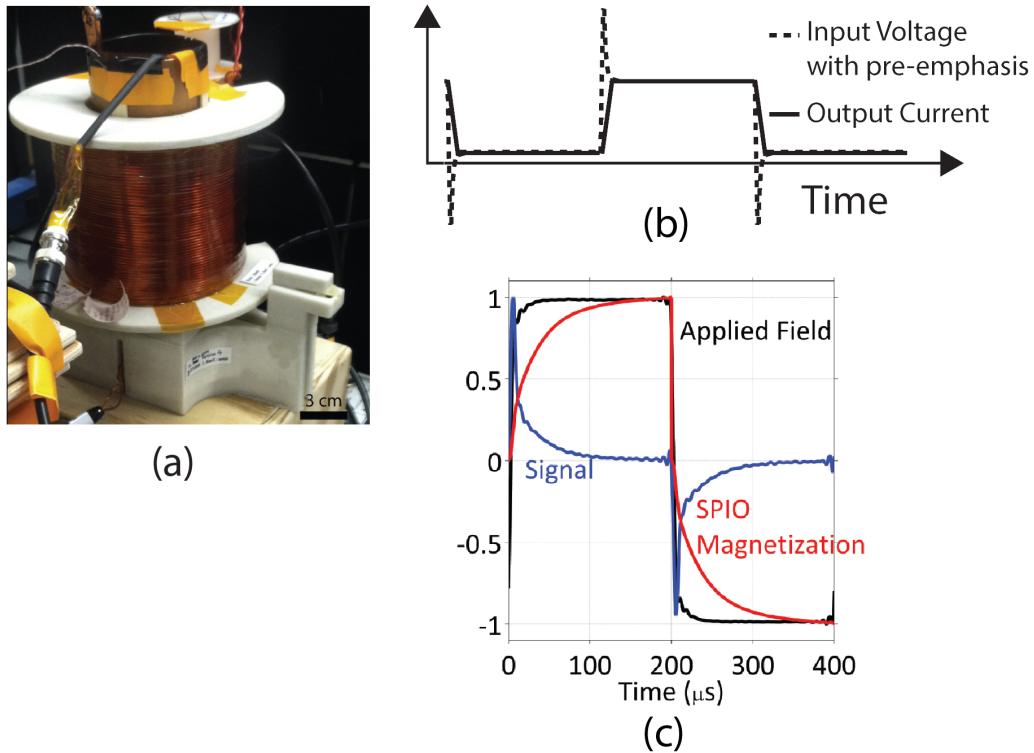 3 cm
(a)
Input Voltage
with pre-emphasis
Output Current
Time
(b)
1
0.5
0
-0.5
-1
Applied Field
Signal
SPIO
Magnetization
0
100
200
300
400
Time (μs)
(c)